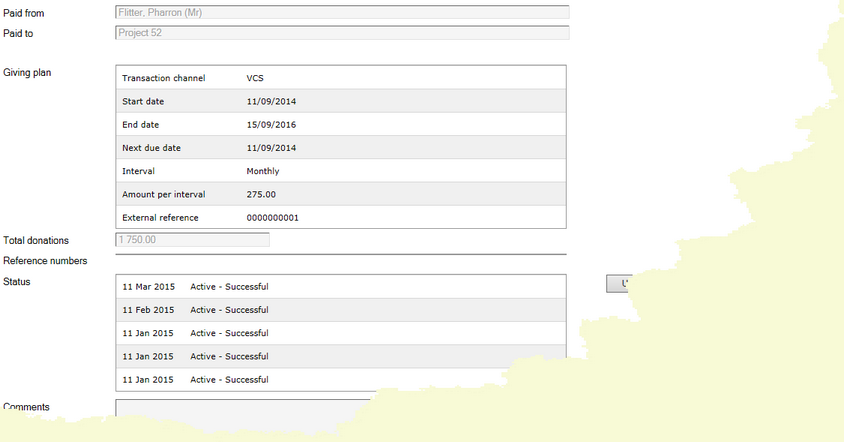 Paid from Flitter, Pharron (Mr)
Paid to Project 52
Giving plan Transaction channel VCS
Start date 11/09/2014
End date 15/09/2016
Next due date 11/09/2014
Interval Monthly
Amount per interval 275.00
External reference 0000000001
Total donations 1 750.00
Reference numbers
Status 11 Mar 2015 Active - Successful
11 Feb 2015 Active - Successful
11 Jan 2015 Active - Successful
11 Jan 2015 Active - Successful
11 Jan 2015 Active - Successful
Comments